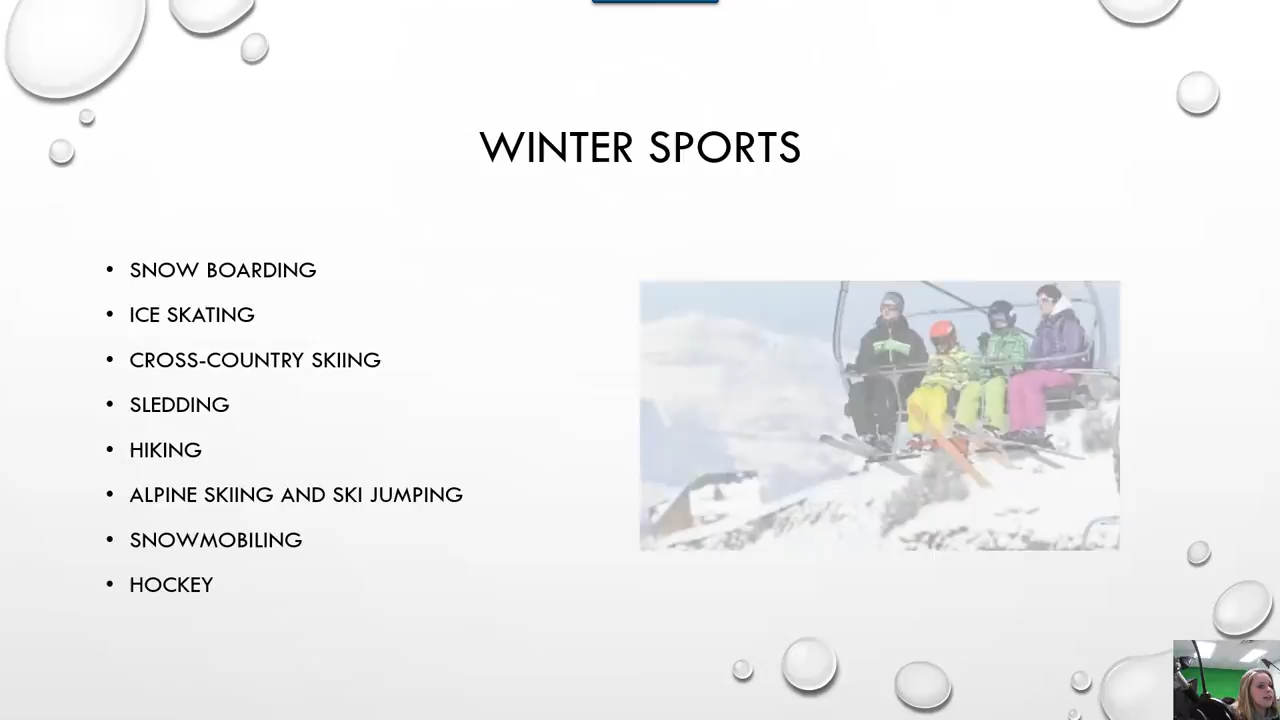 WINTER SPORTS
• SNOW BOARDING
• ICE SKATING
• CROSS-COUNTRY SKIING
• SLEDDING
• HIKING
• ALPINE SKIING AND SKI JUMPING
• SNOWMOBILING
• HOCKEY